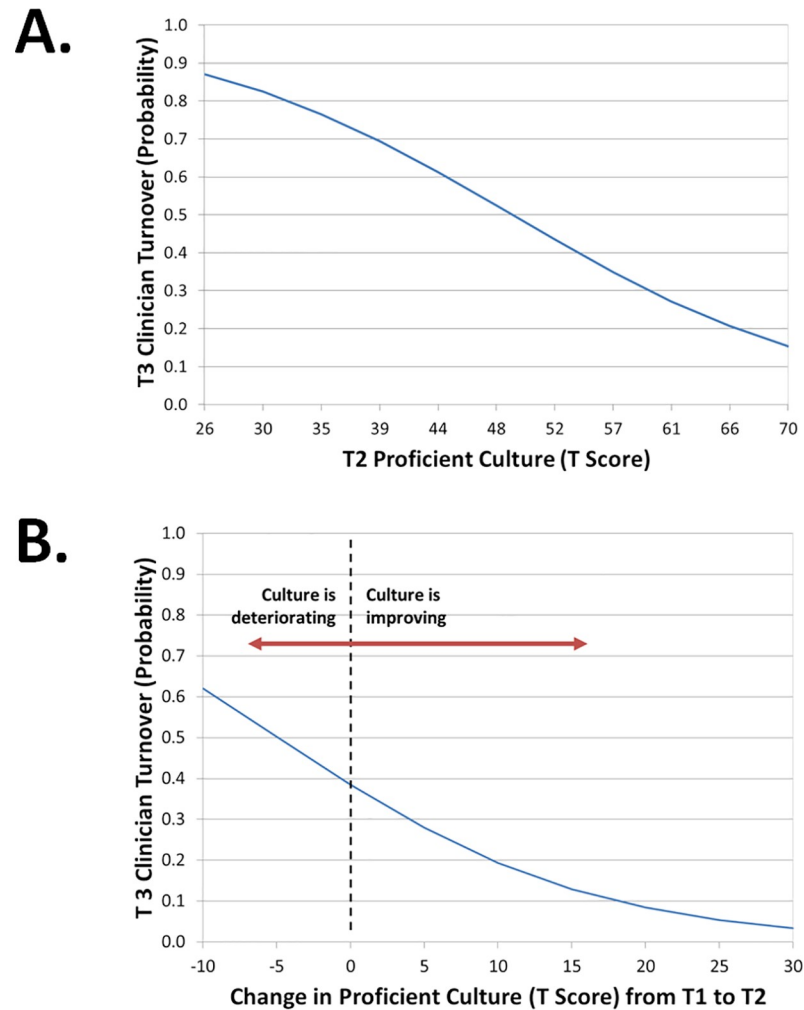 A.
T3 Clinician Turnover (Probability)
1.0
0.9
0.8
0.7
0.6
0.5
0.4
0.3
0.2
0.1
0.0
26 30 35 39 44 48 52 57 61 66 70
T2 Proficient Culture (T Score)
B.
T 3 Clinician Turnover (Probability)
1.0
0.9
0.8
0.7
0.6
0.5
0.4
0.3
0.2
0.1
0.0
Culture is
deteriorating
Culture is
improving
-10 -5 0 5 10 15 20 25 30
Change in Proficient Culture (T Score) from T1 to T2